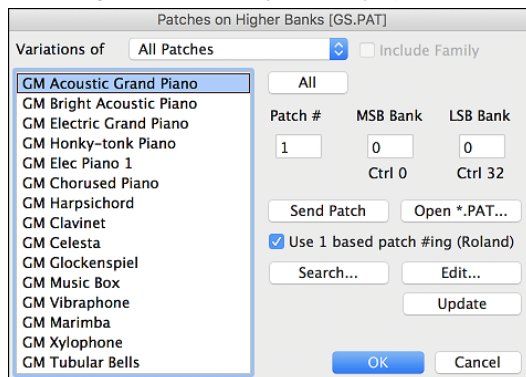 Patches on Higher Banks [GS.PAT]
Variations of All Patches Include Family
GM Acoustic Grand Piano
GM Bright Acoustic Piano
GM Electric Grand Piano
GM Honky-tonk Piano
GM Elec Piano 1
GM Chorused Piano
GM Harpsichord
GM Clavinet
GM Celesta
GM Glockenspiel
GM Music Box
GM Vibraphone
GM Marimba
GM Xylophone
GM Tubular Bells
All
Patch # MSB Bank LSB Bank
1 0 0
Ctrl 0 Ctrl 32
Send Patch Open *.PAT...
Use 1 based patch #ing (Roland)
Search... Edit...
Update
OK Cancel